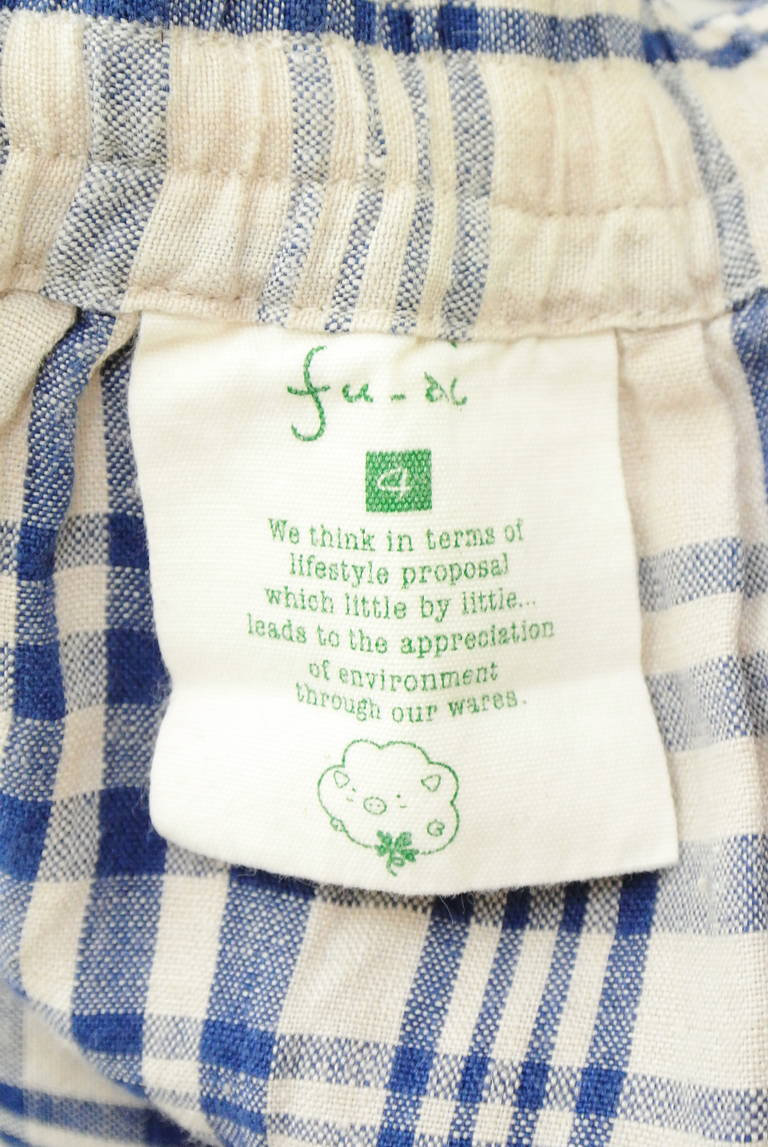 fu-ai
4
We think in terms of
lifestyle proposal
which little by little...
leads to the appreciation
of environment
through our wares.